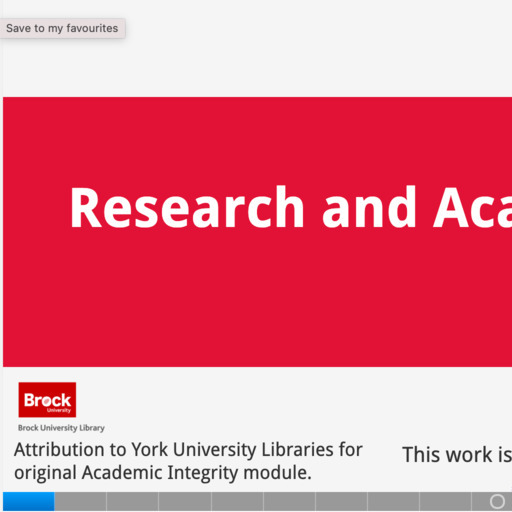 Save to my favourites
Research and Aca
Brock
University
Brock University Library
Attribution to York University Libraries for
original Academic Integrity module.
This work is